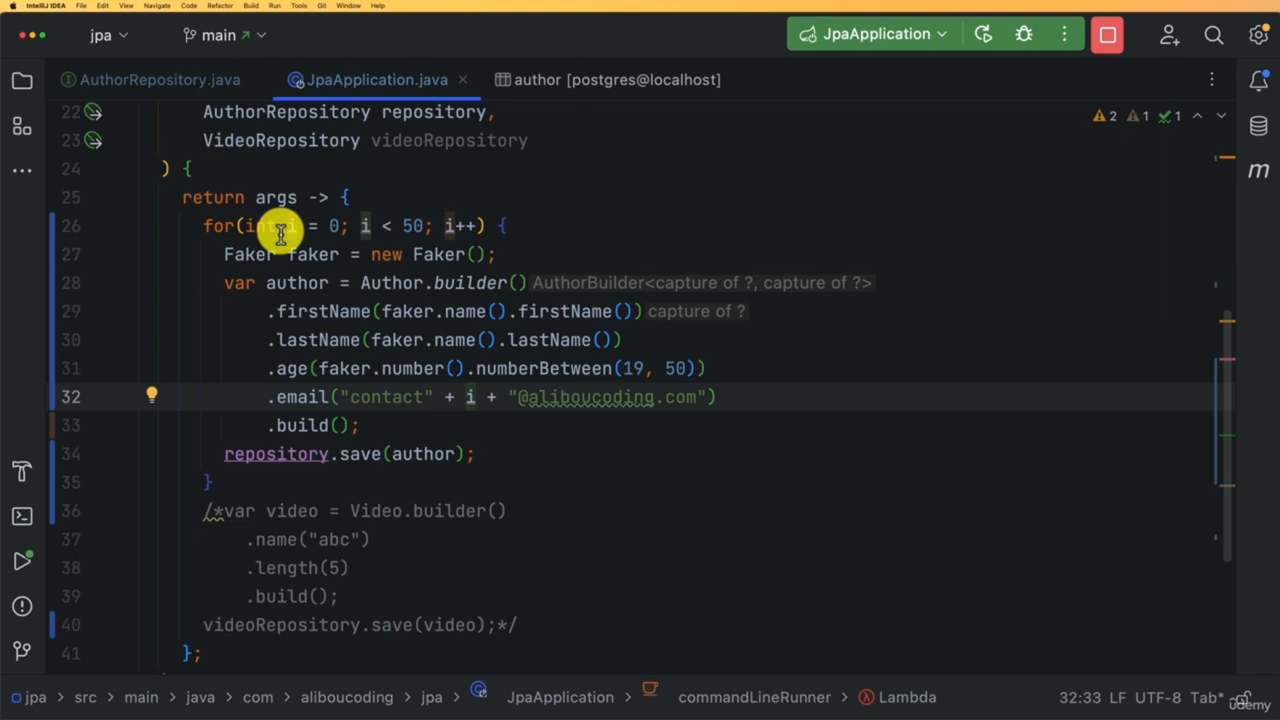 IntelliJ IDEA File Edit View Navigate Code Refactor Build Run Tools Git Window Help
jpa main JpaApplication
AuthorRepository.java JpaApplication.java author [postgres@localhost]
22 AuthorRepository repository, 2 1 1
23 VideoRepository videoRepository
24 ) {
25 return args -> {
26 for(int i = 0; i < 50; i++) {
27 Faker faker = new Faker();
28 var author = Author.builder() AuthorBuilder<capture of ?, capture of ?>
29 .firstName(faker.name().firstName()) capture of ?
30 .lastName(faker.name().lastName())
31 .age(faker.number().numberBetween(19, 50))
32 .email("contact" + i + "@aliboucoding.com")
33 .build();
34 repository.save(author);
35 }
36 /*var video = Video.builder()
37 .name("abc")
38 .length(5)
39 .build();
40 videoRepository.save(video);*/
41 };
jpa > src > main > java > com > aliboucoding > jpa > JpaApplication > commandLineRunner > Lambda 32:33 LF UTF-8 Tab*
udemy